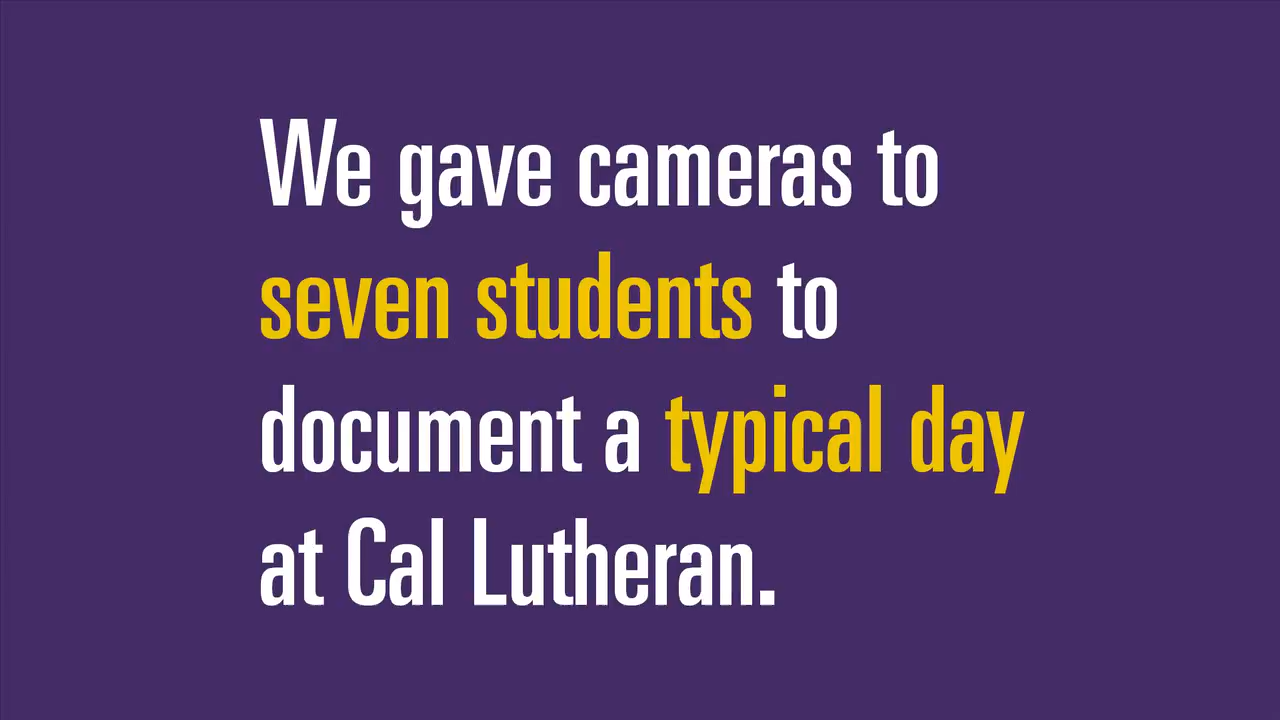 We gave cameras to
seven students to
document a typical day
at Cal Lutheran.